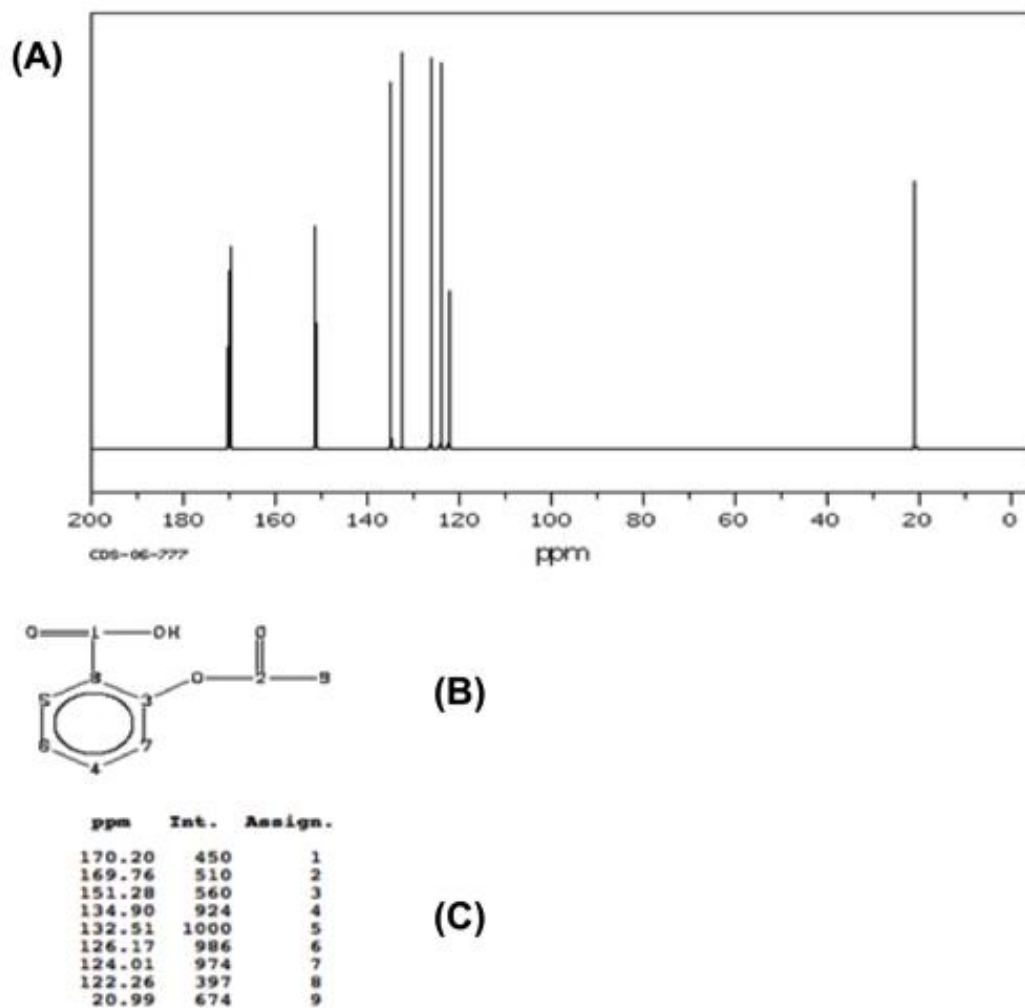 (A)
200 180 160 140 120 100 80 60 40 20 0
CDS-06-777
ppm
O 1 OH O
8 O 2 9
5 3
6 7
4
(B)
ppm Int. Assign.
170.20 450 1
169.76 510 2
151.28 560 3
134.90 924 4
132.51 1000 5
126.17 986 6
124.01 974 7
122.26 397 8
20.99 674 9
(C)